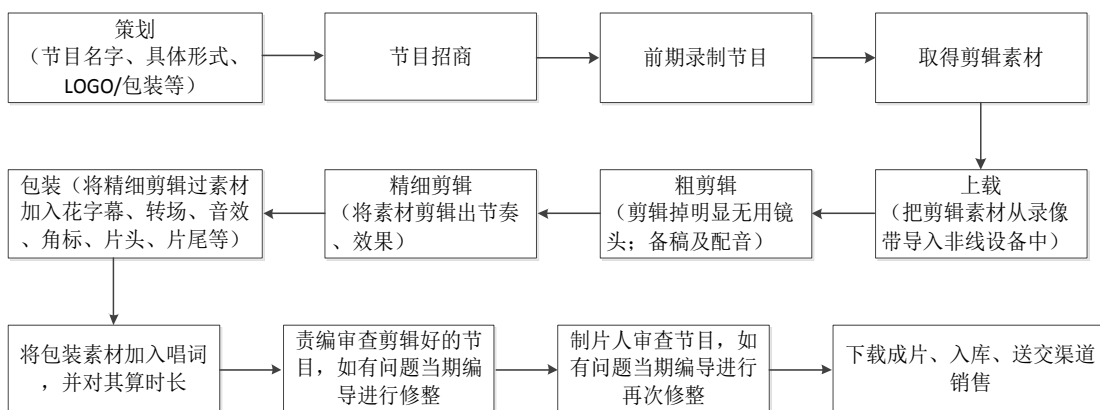 策划
（节目名字、具体形式、
LOGO/包装等）
节目招商
前期录制节目
取得剪辑素材
上载
（把剪辑素材从录像
带导入非线设备中）
粗剪辑
（剪辑掉明显无用镜
头；备稿及配音）
精细剪辑
（将素材剪辑出节奏
、效果）
包装（将精细剪辑过素材
加入花字幕、转场、音效
、角标、片头、片尾等）
将包装素材加入唱词
，并对其算时长
责编审查剪辑好的节
目，如有问题当期编
导进行修整
制片人审查节目，如
有问题当期编导进行
再次修整
下载成片、入库、送交渠道
销售